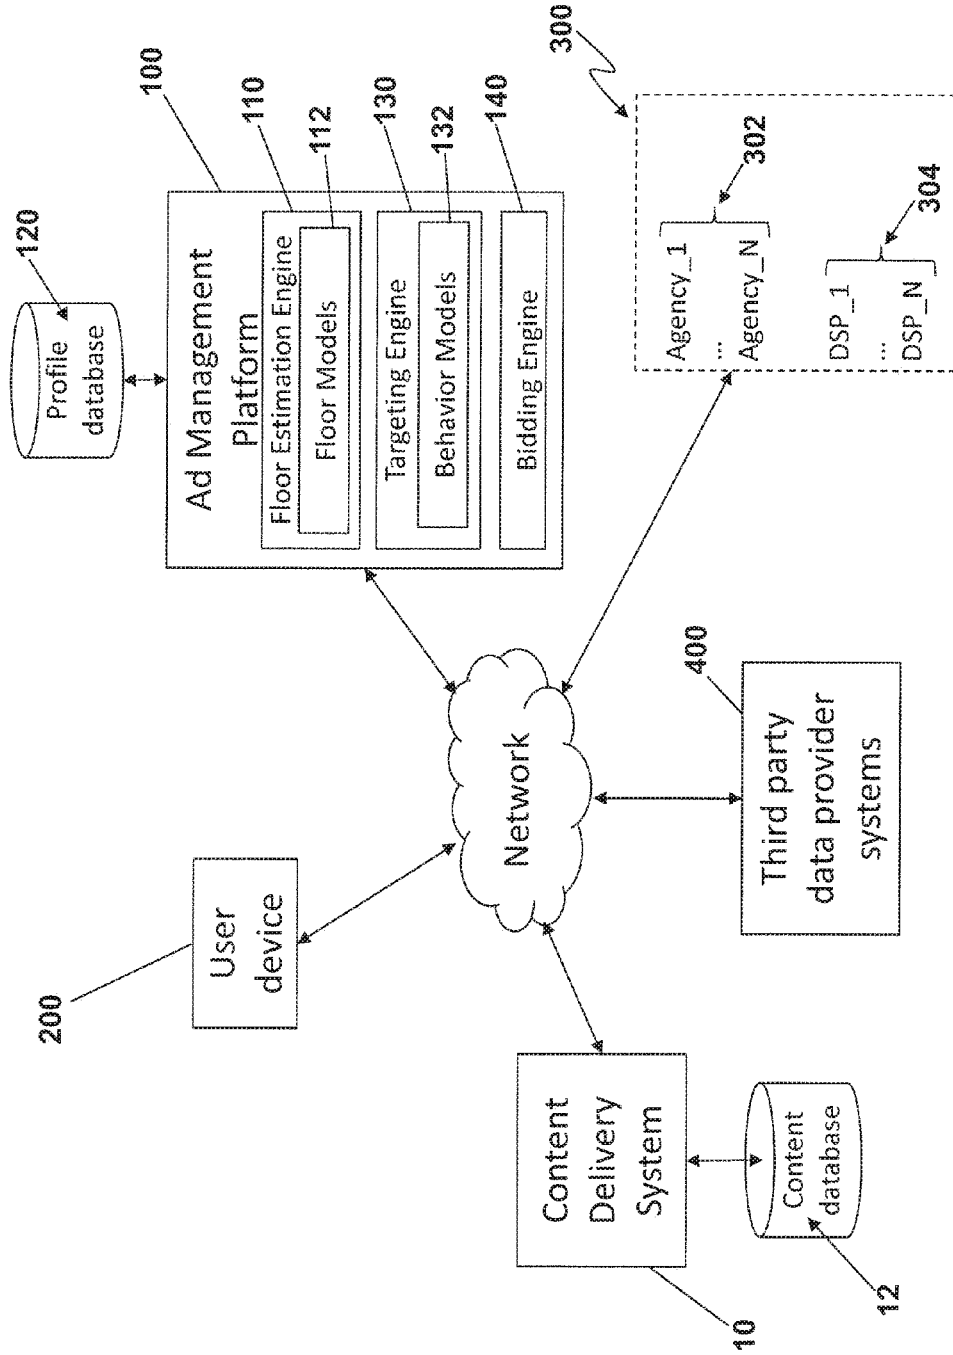 200
User
device
120
Profile
database
100
Ad Management
Platform
110
Floor Estimation Engine
112
Floor Models
130
Targeting Engine
132
Behavior Models
140
Bidding Engine
Network
10
Content
Delivery
System
12
Content
database
400
Third party
data provider
systems
300
Agency_1
...
Agency_N
302
DSP_1
...
DSP_N
304